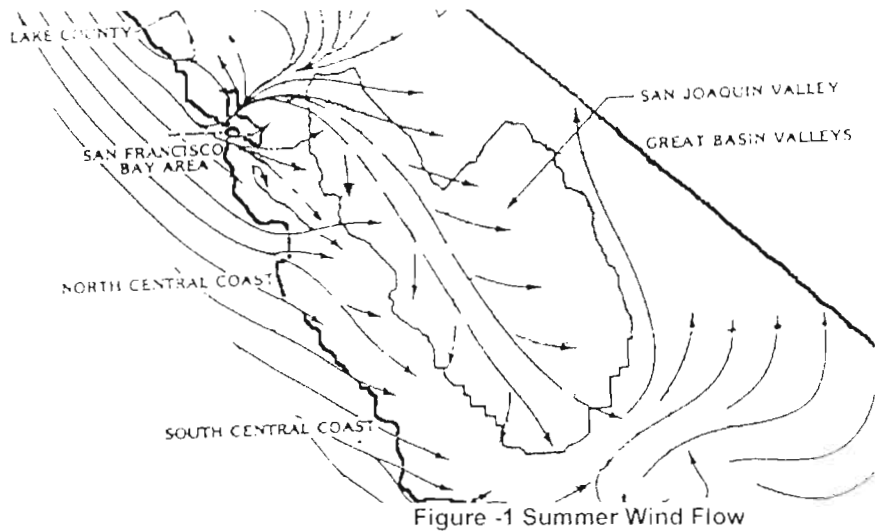 LAKE COUNTY
SAN JOAQUIN VALLEY
GREAT BASIN VALLEYS
SAN FRANCISCO
BAY AREA
NORTH CENTRAL COAST
SOUTH CENTRAL COAST
Figure -1 Summer Wind Flow